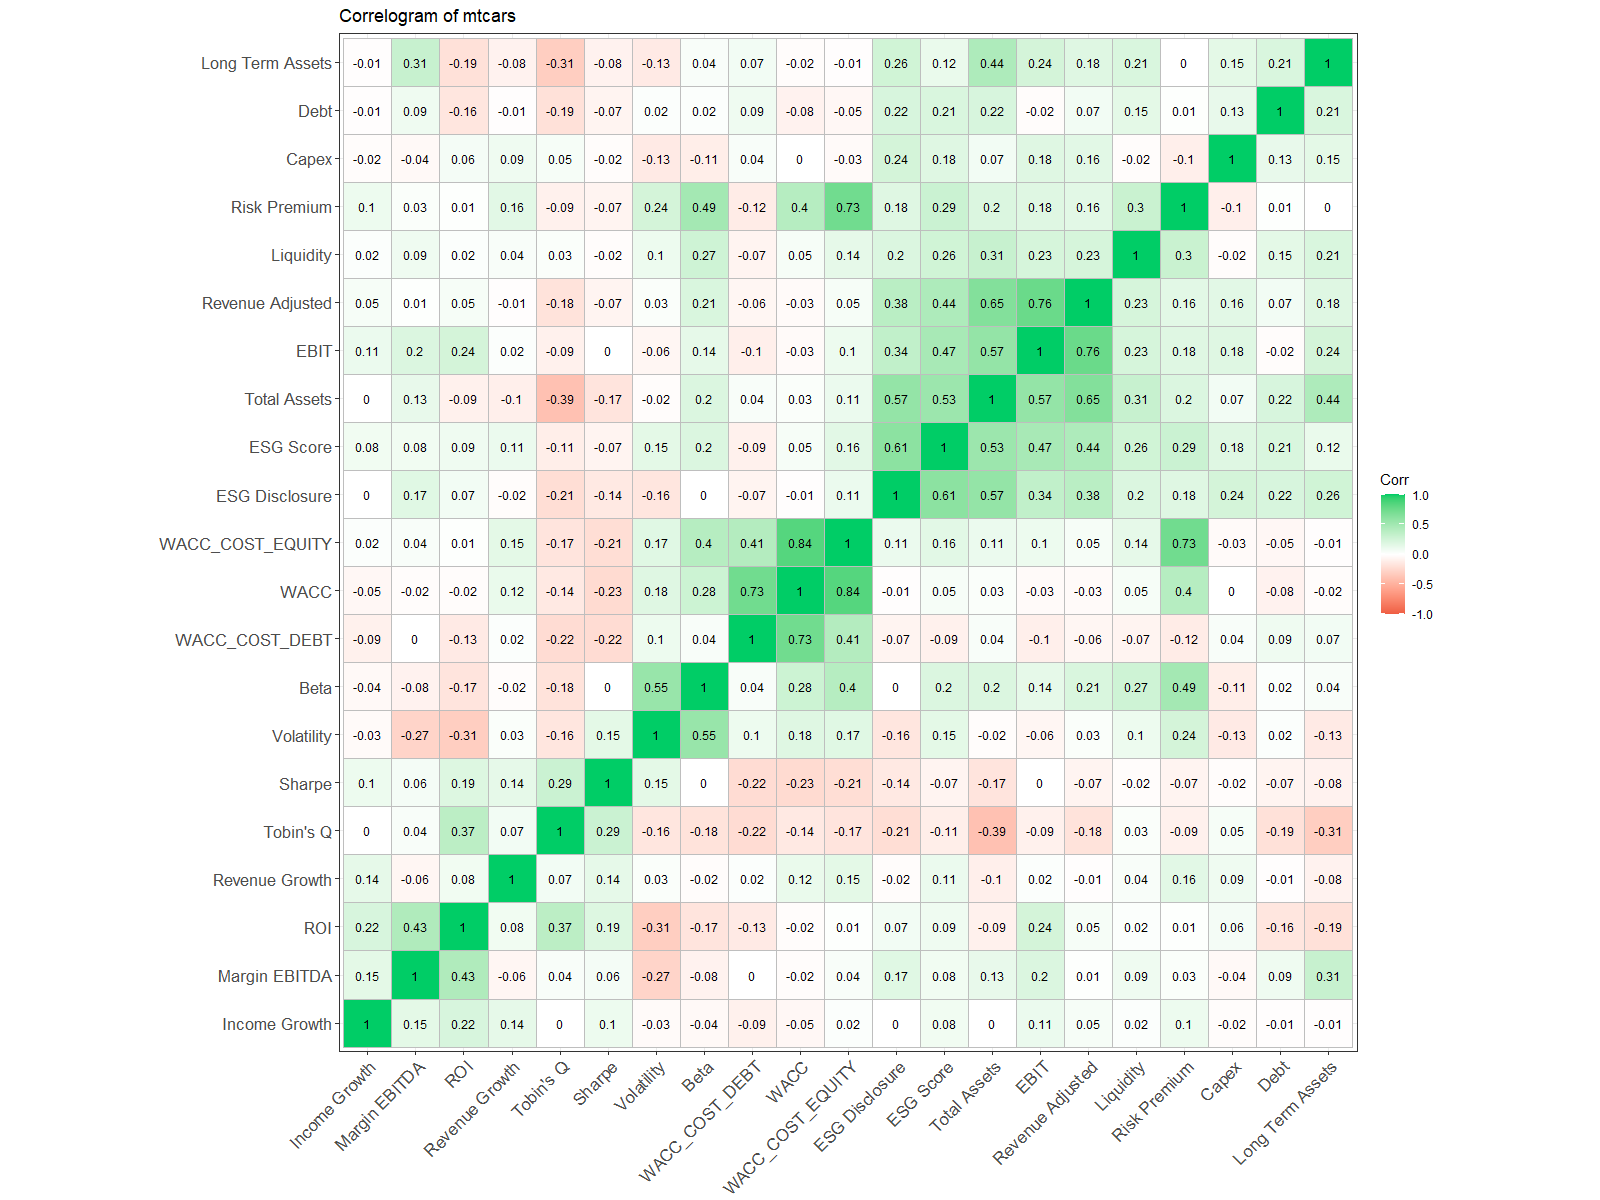 Correlogram of mtcars
Long Term Assets -0.01 0.31 -0.19 -0.08 -0.31 -0.08 -0.13 0.04 0.07 -0.02 -0.01 0.26 0.12 0.44 0.24 0.18 0.21 0 0.15 0.21 1
Debt -0.01 0.09 -0.16 -0.01 -0.19 -0.07 0.02 0.02 0.09 -0.08 -0.05 0.22 0.21 0.22 -0.02 0.07 0.15 0.01 0.13 1 0.21
Capex -0.02 -0.04 0.06 0.09 0.05 -0.02 -0.13 -0.11 0.04 0 -0.03 0.24 0.18 0.07 0.18 0.16 -0.02 -0.1 1 0.13 0.15
Risk Premium 0.1 0.03 0.01 0.16 -0.09 -0.07 0.24 0.49 -0.12 0.4 0.73 0.18 0.29 0.2 0.18 0.16 0.3 1 -0.1 0.01 0
Liquidity 0.02 0.09 0.02 0.04 0.03 -0.02 0.1 0.27 -0.07 0.05 0.14 0.2 0.26 0.31 0.23 0.23 1 0.3 -0.02 0.15 0.21
Revenue Adjusted 0.05 0.01 0.05 -0.01 -0.18 -0.07 0.03 0.21 -0.06 -0.03 0.05 0.38 0.44 0.65 0.76 1 0.23 0.16 0.16 0.07 0.18
EBIT 0.11 0.2 0.24 0.02 -0.09 0 -0.06 0.14 -0.1 -0.03 0.1 0.34 0.47 0.57 1 0.76 0.23 0.18 0.18 -0.02 0.24
Total Assets 0 0.13 -0.09 -0.1 -0.39 -0.17 -0.02 0.2 0.04 0.03 0.11 0.57 0.53 1 0.57 0.65 0.31 0.2 0.07 0.22 0.44
ESG Score 0.08 0.08 0.09 0.11 -0.11 -0.07 0.15 0.2 -0.09 0.05 0.16 0.61 1 0.53 0.47 0.44 0.26 0.29 0.18 0.21 0.12
ESG Disclosure 0 0.17 0.07 -0.02 -0.21 -0.14 -0.16 0 -0.07 -0.01 0.11 1 0.61 0.57 0.34 0.38 0.2 0.18 0.24 0.22 0.26
WACC_COST_EQUITY 0.02 0.04 0.01 0.15 -0.17 -0.21 0.17 0.4 0.41 0.84 1 0.11 0.16 0.11 0.1 0.05 0.14 0.73 -0.03 -0.05 -0.01
WACC -0.05 -0.02 -0.02 0.12 -0.14 -0.23 0.18 0.28 0.73 1 0.84 -0.01 0.05 0.03 -0.03 -0.03 0.05 0.4 0 -0.08 -0.02
WACC_COST_DEBT -0.09 0 -0.13 0.02 -0.22 -0.22 0.1 0.04 1 0.73 0.41 -0.07 -0.09 0.04 -0.1 -0.06 -0.07 -0.12 0.04 0.09 0.07
Beta -0.04 -0.08 -0.17 -0.02 -0.18 0 0.55 1 0.04 0.28 0.4 0 0.2 0.2 0.14 0.21 0.27 0.49 -0.11 0.02 0.04
Volatility -0.03 -0.27 -0.31 0.03 -0.16 0.15 1 0.55 0.1 0.18 0.17 -0.16 0.15 -0.02 -0.06 0.03 0.1 0.24 -0.13 0.02 -0.13
Sharpe 0.1 0.06 0.19 0.14 0.29 1 0.15 0 -0.22 -0.23 -0.21 -0.14 -0.07 -0.17 0 -0.07 -0.02 -0.07 -0.02 -0.07 -0.08
Tobin's Q 0 0.04 0.37 0.07 1 0.29 -0.16 -0.18 -0.22 -0.14 -0.17 -0.21 -0.11 -0.39 -0.09 -0.18 0.03 -0.09 0.05 -0.19 -0.31
Revenue Growth 0.14 -0.06 0.08 1 0.07 0.14 0.03 -0.02 0.02 0.12 0.15 -0.02 0.11 -0.1 0.02 -0.01 0.04 0.16 0.09 -0.01 -0.08
ROI 0.22 0.43 1 0.08 0.37 0.19 -0.31 -0.17 -0.13 -0.02 0.01 0.07 0.09 -0.09 0.24 0.05 0.02 0.01 0.06 -0.16 -0.19
Margin EBITDA 0.15 1 0.43 -0.06 0.04 0.06 -0.27 -0.08 0 -0.02 0.04 0.17 0.08 0.13 0.2 0.01 0.09 0.03 -0.04 0.09 0.31
Income Growth 1 0.15 0.22 0.14 0 0.1 -0.03 -0.04 -0.09 -0.05 0.02 0 0.08 0 0.11 0.05 0.02 0.1 -0.02 -0.01 -0.01
Income Growth
Margin EBITDA
ROI
Revenue Growth
Tobin's Q
Sharpe
Volatility
Beta
WACC_COST_DEBT
WACC
WACC_COST_EQUITY
ESG Disclosure
ESG Score
Total Assets
EBIT
Revenue Adjusted
Liquidity
Risk Premium
Capex
Debt
Long Term Assets
Corr
1.0
0.5
0.0
-0.5
-1.0